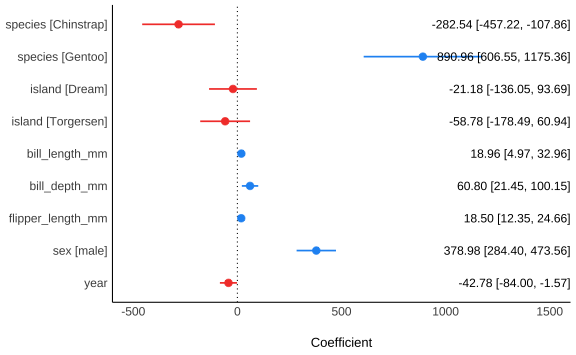 species [Chinstrap] -282.54 [-457.22, -107.86]
species [Gentoo] 890.96 [606.55, 1175.36]
island [Dream] -21.18 [-136.05, 93.69]
island [Torgersen] -58.78 [-178.49, 60.94]
bill_length_mm 18.96 [4.97, 32.96]
bill_depth_mm 60.80 [21.45, 100.15]
flipper_length_mm 18.50 [12.35, 24.66]
sex [male] 378.98 [284.40, 473.56]
year -42.78 [-84.00, -1.57]
-500 0 500 1000 1500
Coefficient